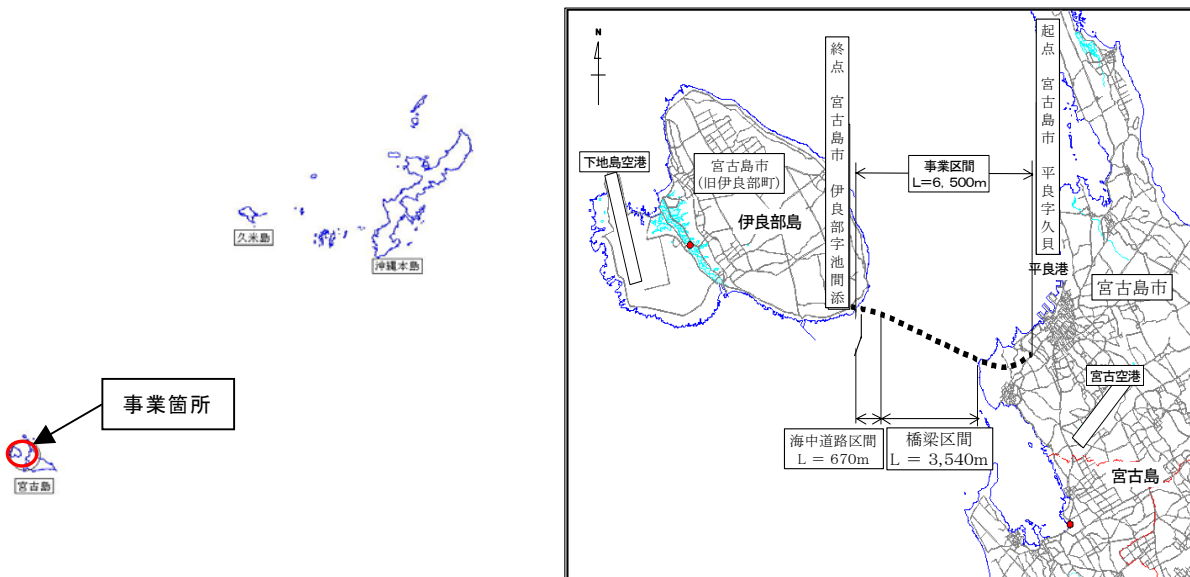 久米島
沖縄本島
事業箇所
宮古島
N
終点　宮古島市　伊良部字池間添
起点　宮古島市　平良字久貝
下地島空港
宮古島市
(旧伊良部町)
伊良部島
事業区間
L=6,500m
平良港
宮古島市
宮古空港
海中道路区間
L = 670m
橋梁区間
L = 3,540m
宮古島